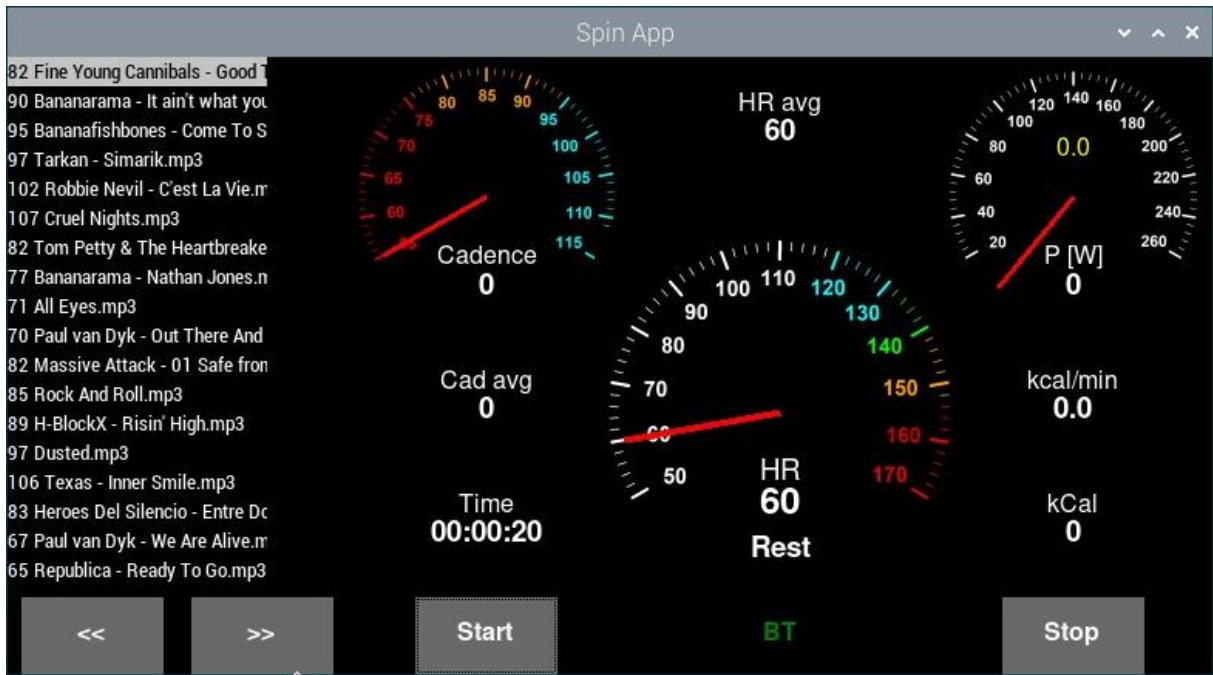 Spin App
82 Fine Young Cannibals - Good T
90 Bananarama - It ain't what you
95 Bananafishbones - Come To S
97 Tarkan - Simarik.mp3
102 Robbie Nevil - C'est La Vie.m
107 Cruel Nights.mp3
82 Tom Petty & The Heartbreake
77 Bananarama - Nathan Jones.m
71 All Eyes.mp3
70 Paul van Dyk - Out There And
82 Massive Attack - 01 Safe from
85 Rock And Roll.mp3
89 H-BlockX - Risin' High.mp3
97 Dusted.mp3
106 Texas - Inner Smile.mp3
83 Heroes Del Silencio - Entre Do
67 Paul van Dyk - We Are Alive.m
65 Republica - Ready To Go.mp3
<< >>
55 60 65 70 75 80 85 90 95 100 105 110 115
Cadence
0
Cad avg
0
Time
00:00:20
Start
HR avg
60
50 60 70 80 90 100 110 120 130 140 150 160 170
HR
60
Rest
BT
20 40 60 80 100 120 140 160 180 200 220 240 260
0.0
P [W]
0
kcal/min
0.0
kCal
0
Stop